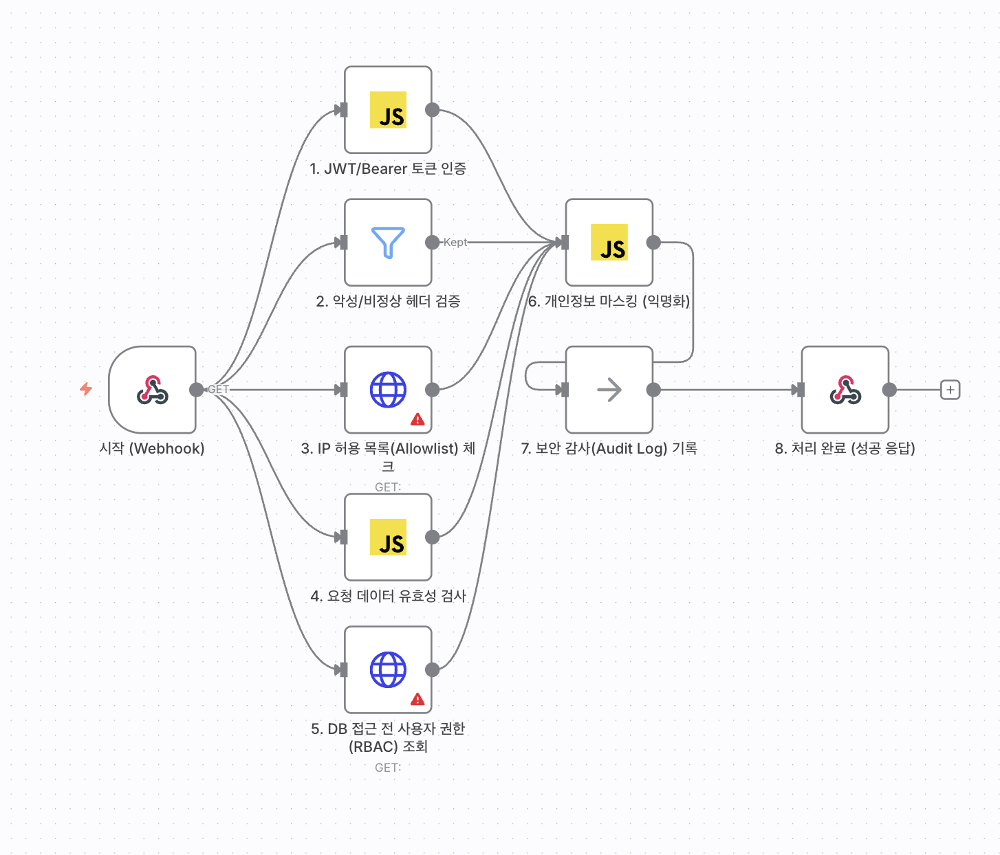 JS
1. JWT/Bearer 토큰 인증
Kept
2. 악성/비정상 헤더 검증
JS
6. 개인정보 마스킹 (익명화)
GET
시작 (Webhook)
3. IP 허용 목록(Allowlist) 체
크
GET:
7. 보안 감사(Audit Log) 기록
8. 처리 완료 (성공 응답)
JS
4. 요청 데이터 유효성 검사
5. DB 접근 전 사용자 권한
(RBAC) 조회
GET: